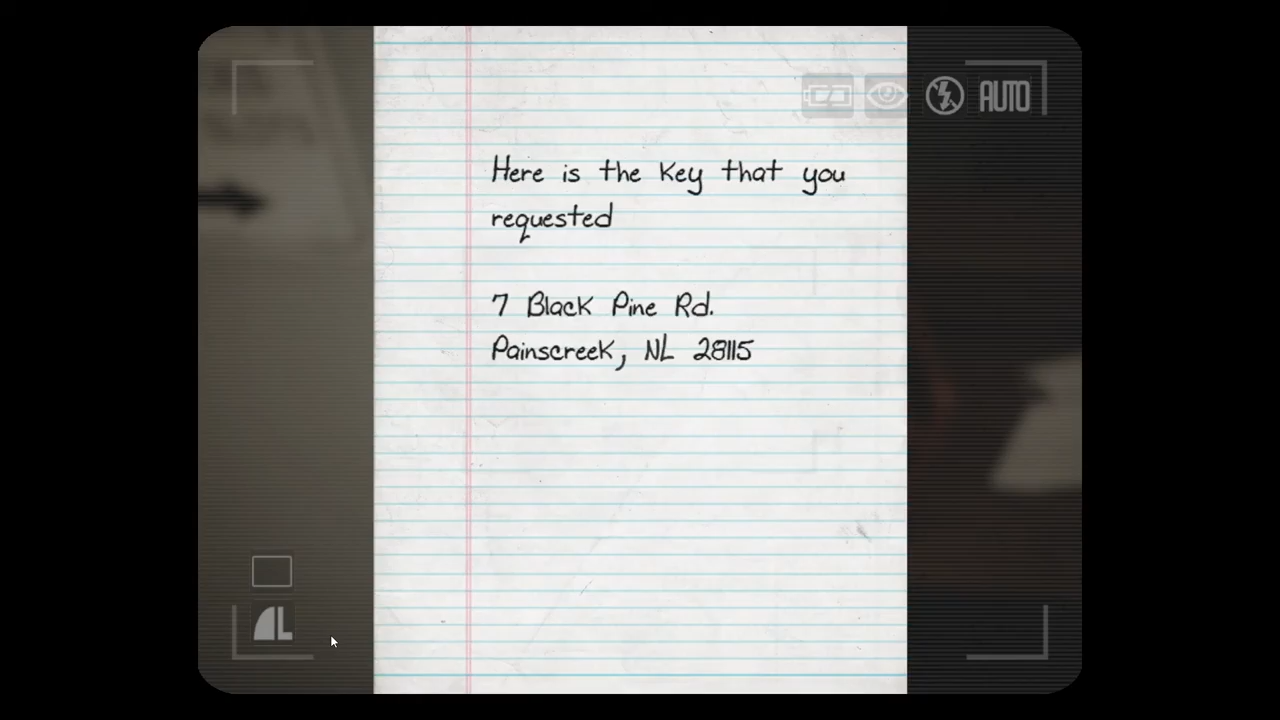 AUTO
Here is the key that you
requested
7 Black Pine Rd.
Painscreek, NL 28115
L